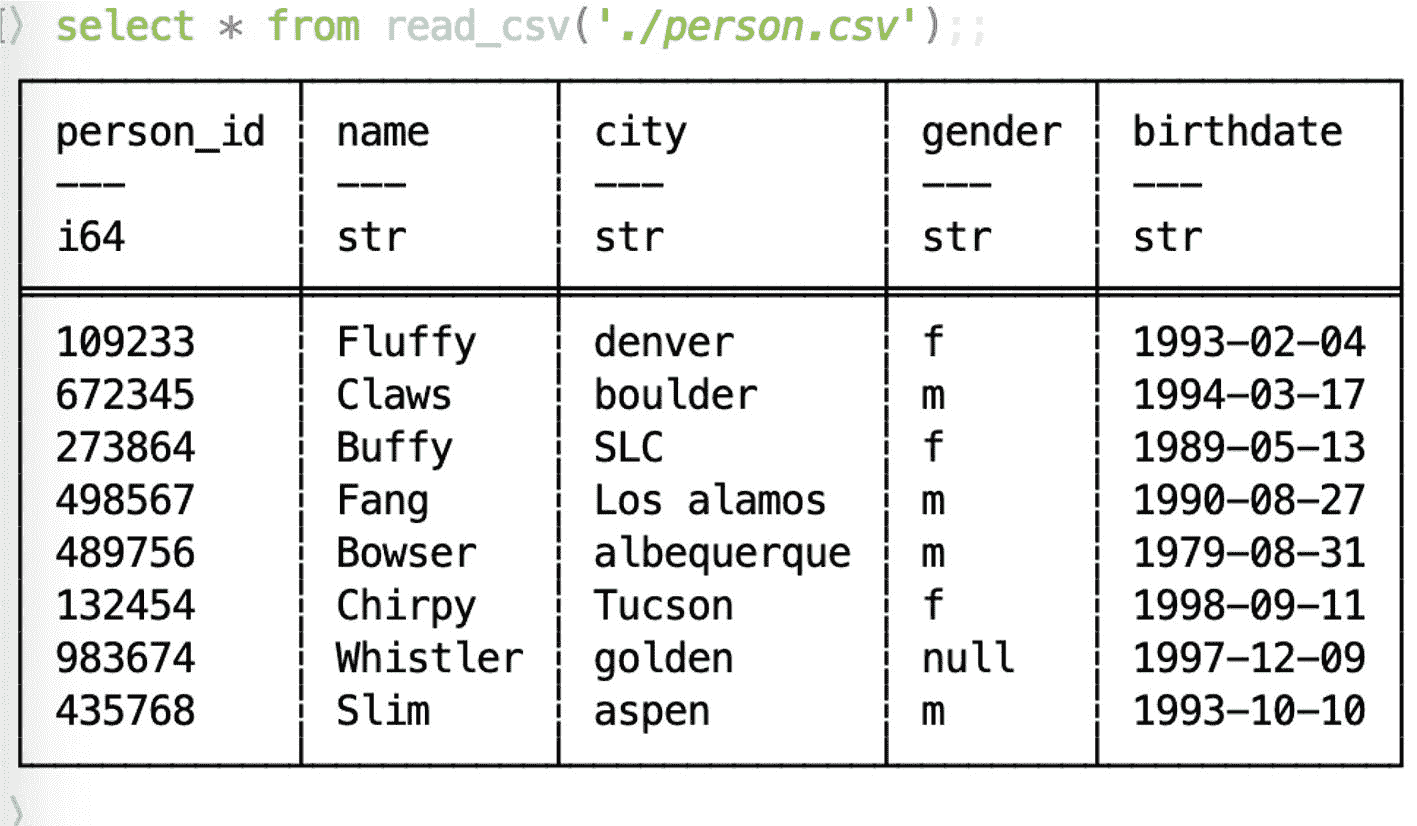 select * from read_csv('./person.csv');;
person_id name city gender birthdate
--- --- --- --- ---
i64 str str str str
109233 Fluffy denver f 1993-02-04
672345 Claws boulder m 1994-03-17
273864 Buffy SLC f 1989-05-13
498567 Fang Los alamos m 1990-08-27
489756 Bowser albequerque m 1979-08-31
132454 Chirpy Tucson f 1998-09-11
983674 Whistler golden null 1997-12-09
435768 Slim aspen m 1993-10-10